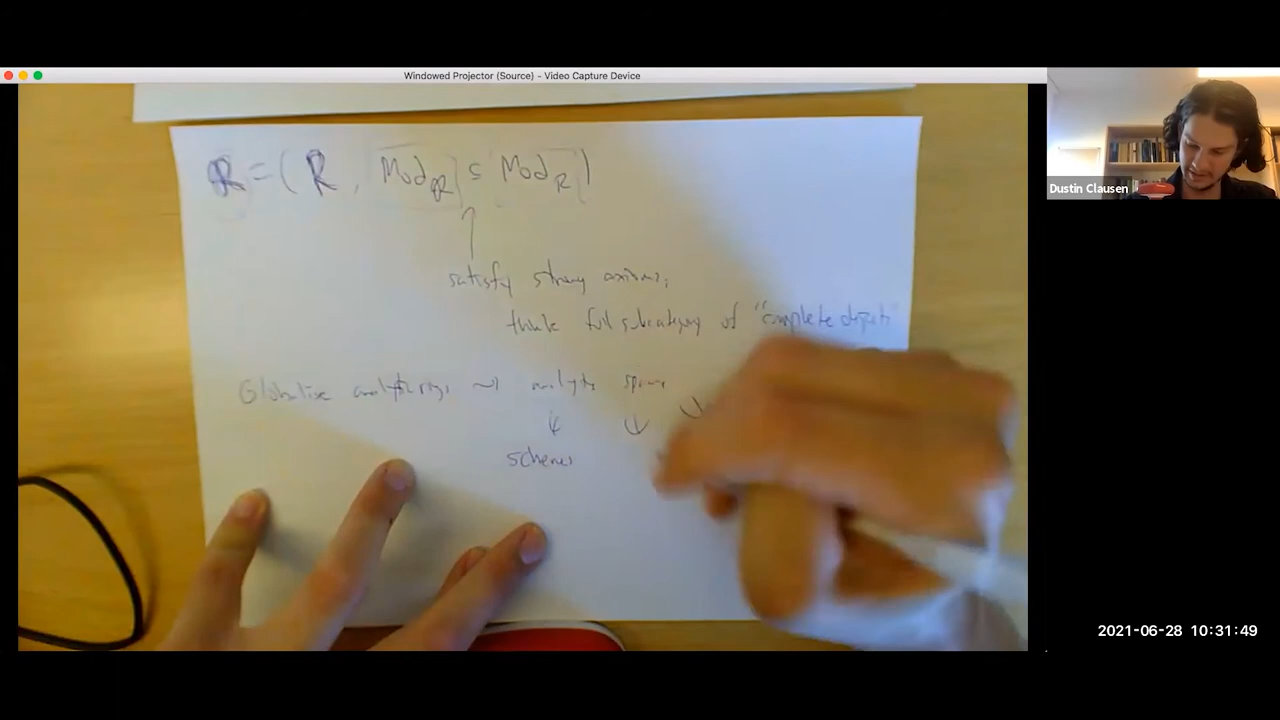 Windowed Projector (Source) - Video Capture Device
R = ( R , Mod_R ⊆ Mod_R )
satisfy strong axioms,
think full subcategory of "complete objects"
Globalize analytic rings ⇝ analytic spaces
schemes
Dustin Clausen
2021-06-28 10:31:49